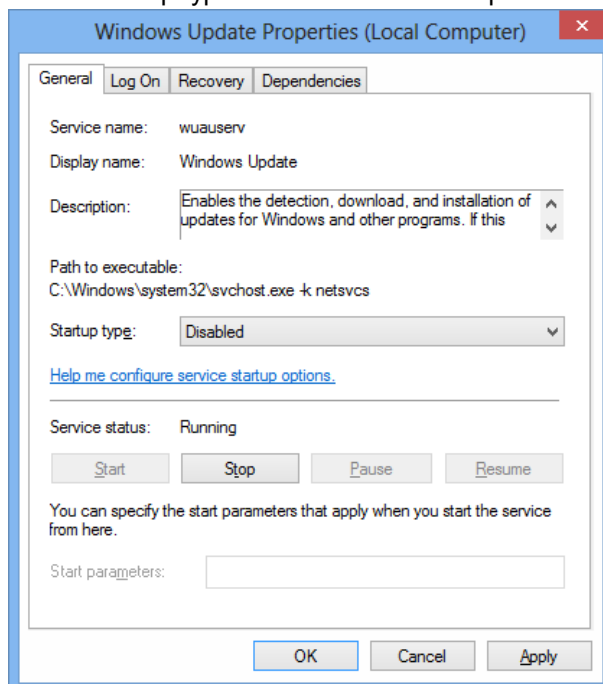 Windows Update Properties (Local Computer)
General Log On Recovery Dependencies
Service name: wuauserv
Display name: Windows Update
Description: Enables the detection, download, and installation of
updates for Windows and other programs. If this
Path to executable:
C:\Windows\system32\svchost.exe -k netsvcs
Startup type: Disabled
Help me configure service startup options.
Service status: Running
Start Stop Pause Resume
You can specify the start parameters that apply when you start the service
from here.
Start parameters:
OK Cancel Apply